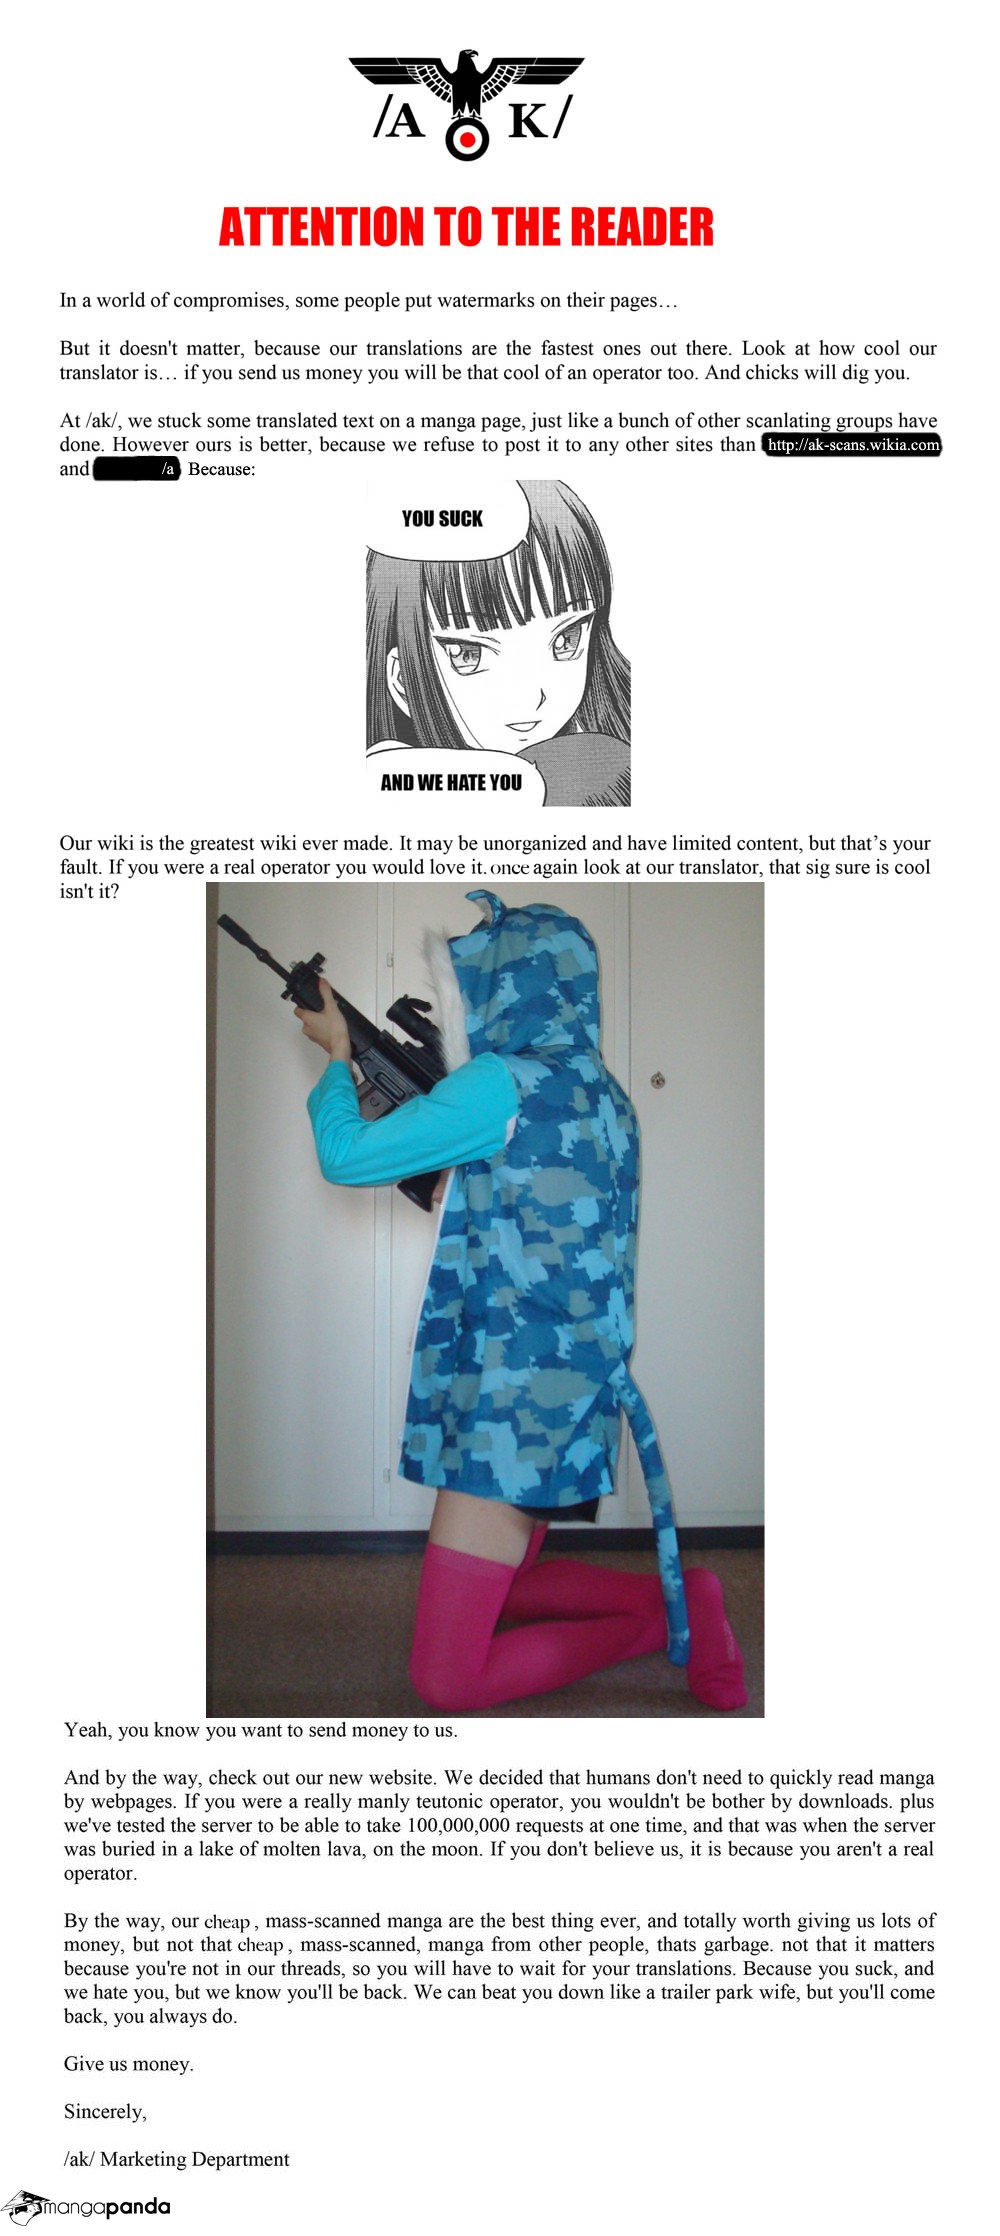 /A K/
ATTENTION TO THE READER
In a world of compromises, some people put watermarks on their pages…
But it doesn't matter, because our translations are the fastest ones out there. Look at how cool our
translator is… if you send us money you will be that cool of an operator too. And chicks will dig you.
At /ak/, we stuck some translated text on a manga page, just like a bunch of other scanlating groups have
done. However ours is better, because we refuse to post it to any other sites than http://ak-scans.wikia.com
and /a Because:
YOU SUCK
AND WE HATE YOU
Our wiki is the greatest wiki ever made. It may be unorganized and have limited content, but that’s your
fault. If you were a real operator you would love it. once again look at our translator, that sig sure is cool
isn't it?
Yeah, you know you want to send money to us.
And by the way, check out our new website. We decided that humans don't need to quickly read manga
by webpages. If you were a really manly teutonic operator, you wouldn't be bother by downloads. plus
we've tested the server to be able to take 100,000,000 requests at one time, and that was when the server
was buried in a lake of molten lava, on the moon. If you don't believe us, it is because you aren't a real
operator.
By the way, our cheap , mass-scanned manga are the best thing ever, and totally worth giving us lots of
money, but not that cheap , mass-scanned, manga from other people, thats garbage. not that it matters
because you're not in our threads, so you will have to wait for your translations. Because you suck, and
we hate you, but we know you'll be back. We can beat you down like a trailer park wife, but you'll come
back, you always do.
Give us money.
Sincerely,
/ak/ Marketing Department
mangapanda